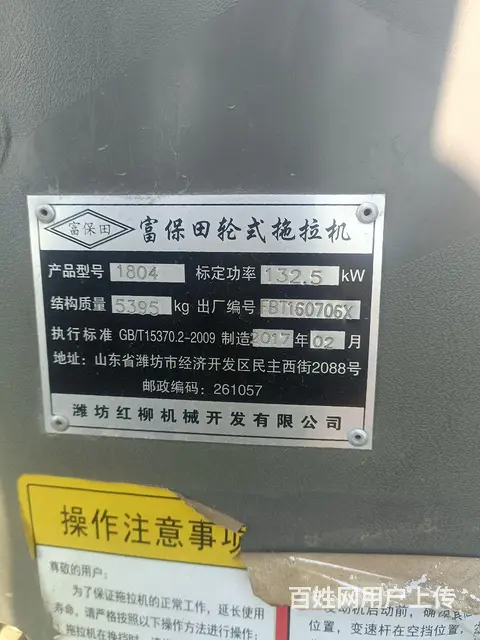 富保田 富保田轮式拖拉机
产品型号 1804 标定功率 132.5 kW
结构质量 5395 kg 出厂编号 FBT160706X
执行标准 GB/T15370.2-2009 制造 2017 年 02 月
地址：山东省潍坊市经济开发区民主西街2088号
邮政编码：261057
潍坊红柳机械开发有限公司
操作注意事项
尊敬的用户：
为了保证拖拉机的正常工作，延长使用
寿命，请严格按照以下操作方法进行操作：
拖拉机在换挡时
动机启动前，确
位置，变速杆在空挡位置
百姓网用户上传